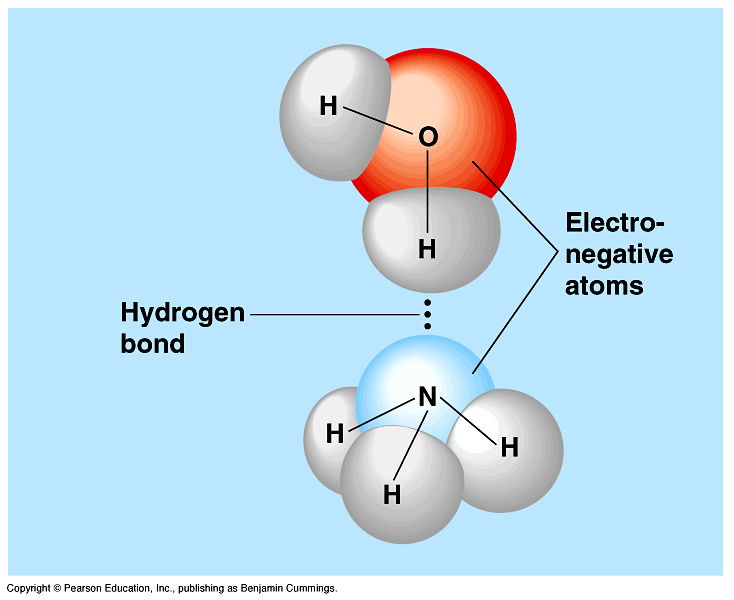 H
O
H
Electro-
negative
atoms
Hydrogen
bond
N
H
H
H
Copyright © Pearson Education, Inc., publishing as Benjamin Cummings.